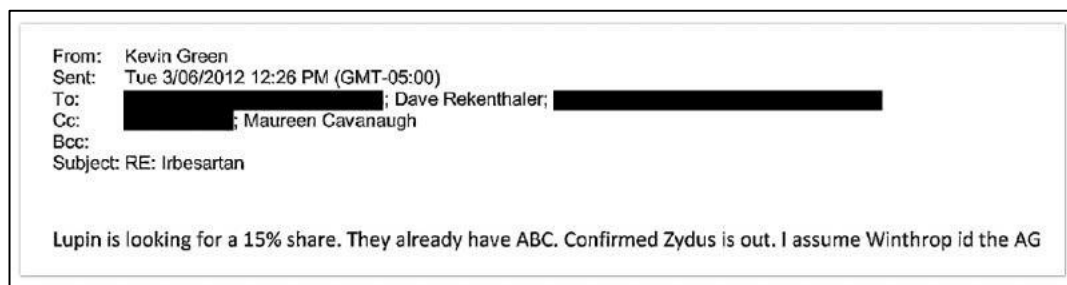 From: Kevin Green
Sent: Tue 3/06/2012 12:26 PM (GMT-05:00)
To: ; Dave Rekenthaler;
Cc: ; Maureen Cavanaugh
Bcc:
Subject: RE: Irbesartan
Lupin is looking for a 15% share. They already have ABC. Confirmed Zydus is out. I assume Winthrop id the AG